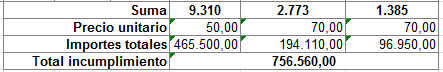 Suma 9.310 2.773 1.385
Precio unitario 50,00 70,00 70,00
Importes totales 465.500,00 194.110,00 96.950,00
Total incumplimiento 756.560,00